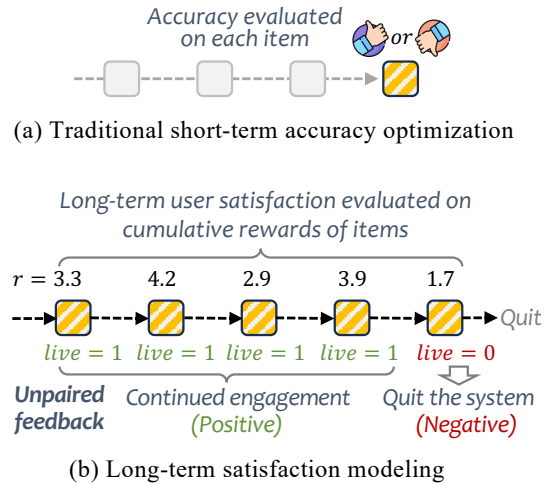 Accuracy evaluated
on each item
or
(a) Traditional short-term accuracy optimization
Long-term user satisfaction evaluated on
cumulative rewards of items
r = 3.3 4.2 2.9 3.9 1.7
Quit
live = 1 live = 1 live = 1 live = 1 live = 0
Unpaired
feedback
Continued engagement
(Positive)
Quit the system
(Negative)
(b) Long-term satisfaction modeling